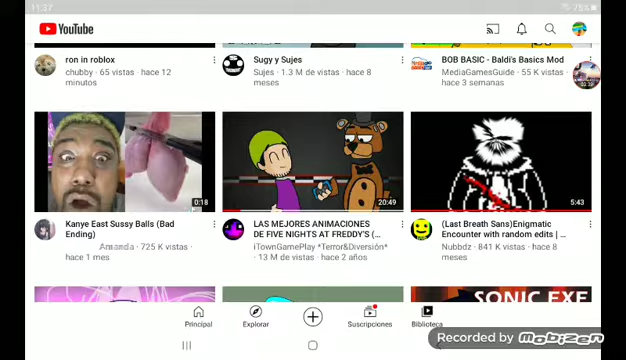 11:37
75%
YouTube
ron in roblox
chubby · 65 vistas · hace 12
minutos
Sugy y Sujes
Sujes · 1.3 M de vistas · hace 8
meses
BOB BASIC - Baldi's Basics Mod
MediaGamesGuide · 55 K vistas ·
hace 3 semanas
0:18
20:49
5:43
Kanye East Sussy Balls (Bad
Ending)
Armanda · 725 K vistas ·
hace 1 mes
LAS MEJORES ANIMACIONES
DE FIVE NIGHTS AT FREDDY'S (...
iTownGamePlay *Terror&Diversión*
· 13 M de vistas · hace 2 años
(Last Breath Sans)Enigmatic
Encounter with random edits | ...
Nubbdz · 841 K vistas · hace 8
meses
SONIC EXE
Principal
Explorar
Suscripciones
Biblioteca
Recorded by Mobizen